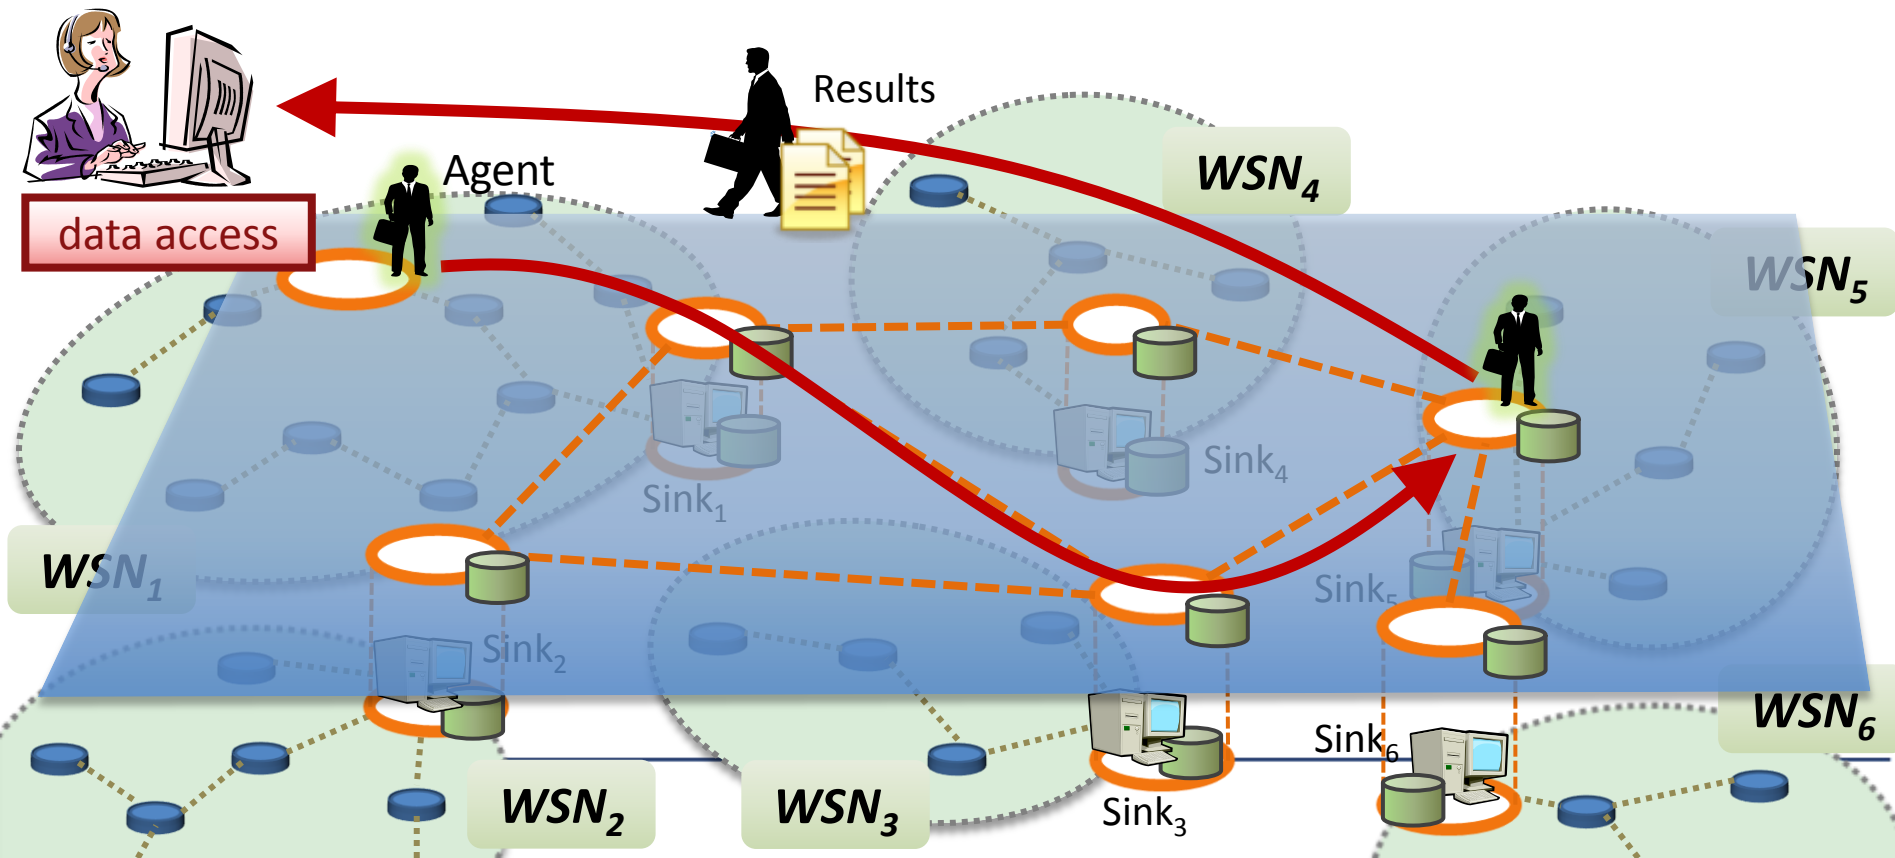 Results
Agent
WSN4
data access
WSN5
Sink4
Sink1
WSN1
Sink5
Sink2
WSN6
Sink6
WSN2
WSN3
Sink3